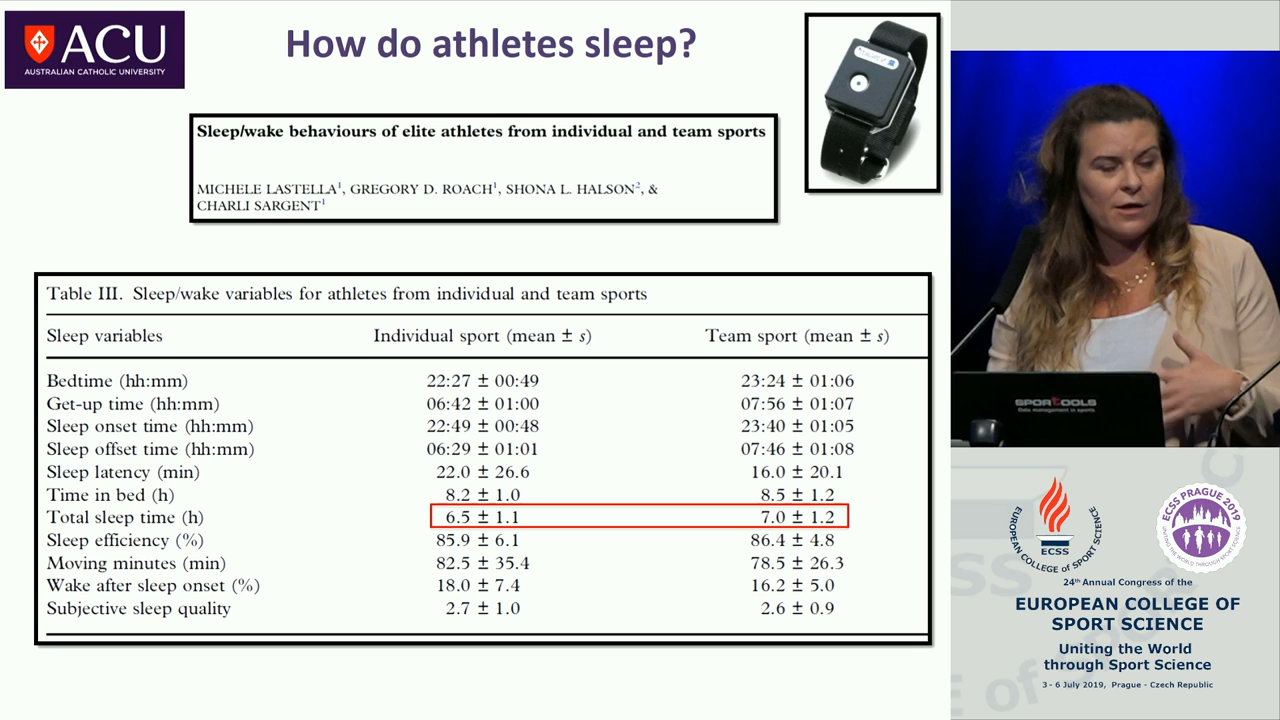 ACU
AUSTRALIAN CATHOLIC UNIVERSITY
How do athletes sleep?
Sleep/wake behaviours of elite athletes from individual and team sports
MICHELE LASTELLA¹, GREGORY D. ROACH¹, SHONA L. HALSON², &
CHARLI SARGENT¹
Table III. Sleep/wake variables for athletes from individual and team sports
Sleep variables Individual sport (mean ± s) Team sport (mean ± s)
Bedtime (hh:mm) 22:27 ± 00:49 23:24 ± 01:06
Get-up time (hh:mm) 06:42 ± 01:00 07:56 ± 01:07
Sleep onset time (hh:mm) 22:49 ± 00:48 23:40 ± 01:05
Sleep offset time (hh:mm) 06:29 ± 01:01 07:46 ± 01:08
Sleep latency (min) 22.0 ± 26.6 16.0 ± 20.1
Time in bed (h) 8.2 ± 1.0 8.5 ± 1.2
Total sleep time (h) 6.5 ± 1.1 7.0 ± 1.2
Sleep efficiency (%) 85.9 ± 6.1 86.4 ± 4.8
Moving minutes (min) 82.5 ± 35.4 78.5 ± 26.3
Wake after sleep onset (%) 18.0 ± 7.4 16.2 ± 5.0
Subjective sleep quality 2.7 ± 1.0 2.6 ± 0.9
SPORTOOLS
Data management in sports
EUROPEAN COLLEGE of SPORT SCIENCE
ECSS
ECSS PRAGUE 2019
UNITING THE WORLD THROUGH SPORT SCIENCE
24th Annual Congress of the
EUROPEAN COLLEGE OF
SPORT SCIENCE
Uniting the World
through Sport Science
3 - 6 July 2019, Prague - Czech Republic